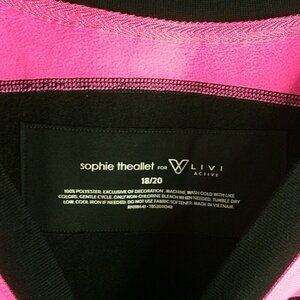 sophie theallet FOR LIVI
ACTIVE
18/20
100% POLYESTER. EXCLUSIVE OF DECORATION. MACHINE WASH COLD WITH LIKE
COLORS. GENTLE CYCLE. ONLY NON-CHLORINE BLEACH WHEN NEEDED. TUMBLE DRY
LOW. COOL IRON IF NEEDED. DO NOT USE FABRIC SOFTENER. MADE IN VIETNAM.